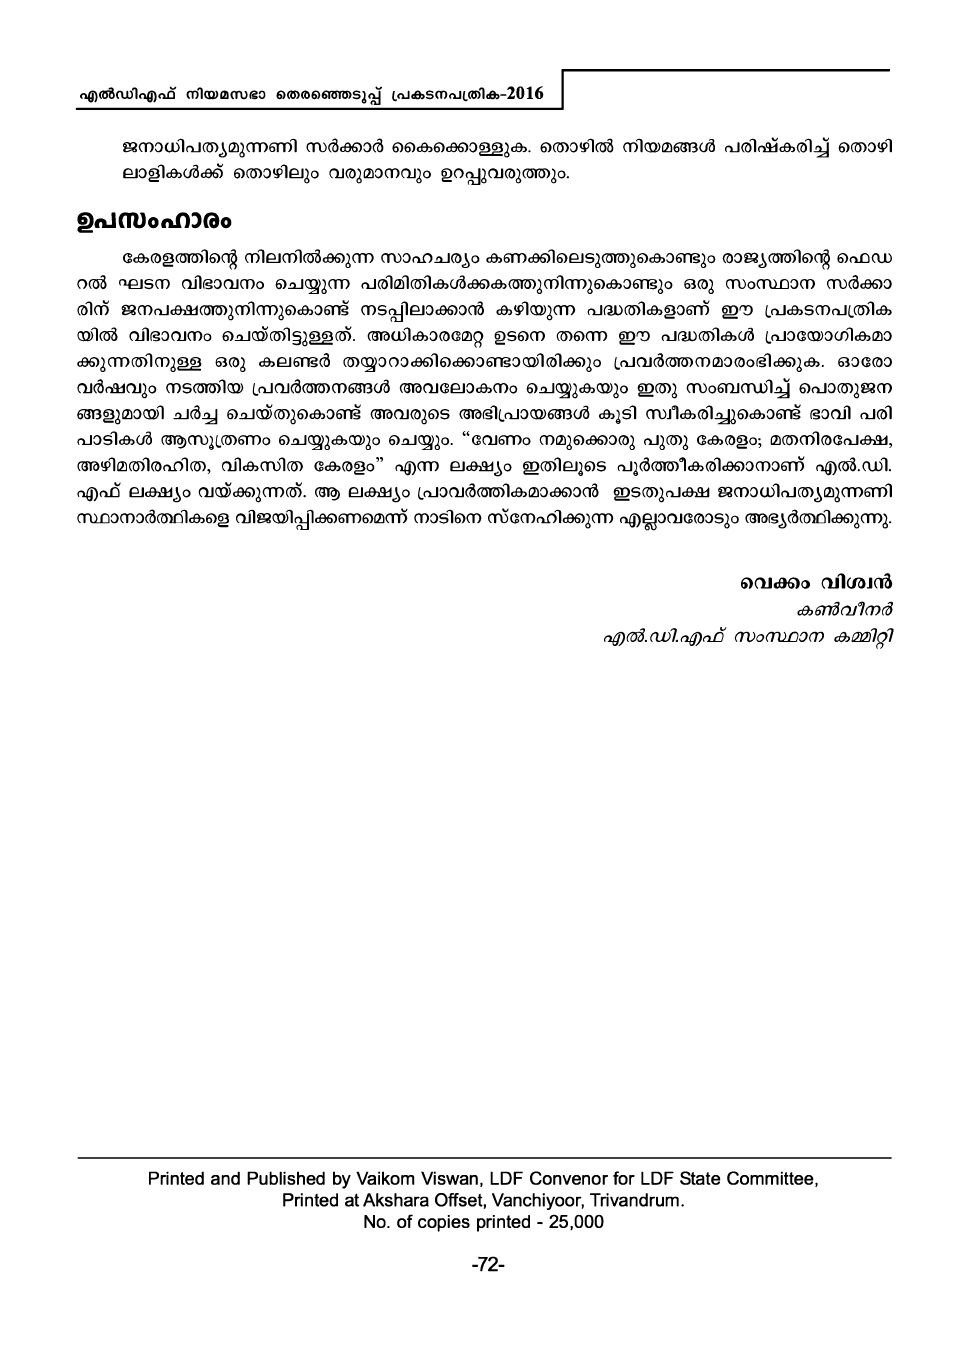 എൽഡിഎഫ് നിയമസഭാ തെരഞ്ഞെടുപ്പ് പ്രകടനപത്രിക-2016
ജനാധിപത്യമുന്നണി സർക്കാർ കൈക്കൊള്ളുക. തൊഴിൽ നിയമങ്ങൾ പരിഷ്കരിച്ച് തൊഴി
ലാളികൾക്ക് തൊഴിലും വരുമാനവും ഉറപ്പുവരുത്തും.
ഉപസംഹാരം
കേരളത്തിന്റെ നിലനിൽക്കുന്ന സാഹചര്യം കണക്കിലെടുത്തുകൊണ്ടും രാജ്യത്തിന്റെ ഫെഡ
റൽ ഘടന വിഭാവനം ചെയ്യുന്ന പരിമിതികൾക്കകത്തുനിന്നുകൊണ്ടും ഒരു സംസ്ഥാന സർക്കാ
രിന് ജനപക്ഷത്തുനിന്നുകൊണ്ട് നടപ്പിലാക്കാൻ കഴിയുന്ന പദ്ധതികളാണ് ഈ പ്രകടനപത്രിക
യിൽ വിഭാവനം ചെയ്തിട്ടുള്ളത്. അധികാരമേറ്റ ഉടനെ തന്നെ ഈ പദ്ധതികൾ പ്രായോഗികമാ
ക്കുന്നതിനുള്ള ഒരു കലണ്ടർ തയ്യാറാക്കിക്കൊണ്ടായിരിക്കും പ്രവർത്തനമാരംഭിക്കുക. ഓരോ
വർഷവും നടത്തിയ പ്രവർത്തനങ്ങൾ അവലോകനം ചെയ്യുകയും ഇതു സംബന്ധിച്ച് പൊതുജന
ങ്ങളുമായി ചർച്ച ചെയ്തുകൊണ്ട് അവരുടെ അഭിപ്രായങ്ങൾ കൂടി സ്വീകരിച്ചുകൊണ്ട് ഭാവി പരി
പാടികൾ ആസൂത്രണം ചെയ്യുകയും ചെയ്യും. “വേണം നമുക്കൊരു പുതു കേരളം; മതനിരപേക്ഷ,
അഴിമതിരഹിത, വികസിത കേരളം” എന്ന ലക്ഷ്യം ഇതിലൂടെ പൂർത്തീകരിക്കാനാണ് എൽ.ഡി.
എഫ് ലക്ഷ്യം വയ്ക്കുന്നത്. ആ ലക്ഷ്യം പ്രാവർത്തികമാക്കാൻ ഇടതുപക്ഷ ജനാധിപത്യമുന്നണി
സ്ഥാനാർത്ഥികളെ വിജയിപ്പിക്കണമെന്ന് നാടിനെ സ്നേഹിക്കുന്ന എല്ലാവരോടും അഭ്യർത്ഥിക്കുന്നു.
വെക്കം വിശ്വൻ
കൺവീനർ
എൽ.ഡി.എഫ് സംസ്ഥാന കമ്മിറ്റി
Printed and Published by Vaikom Viswan, LDF Convenor for LDF State Committee,
Printed at Akshara Offset, Vanchiyoor, Trivandrum.
No. of copies printed - 25,000
-72-